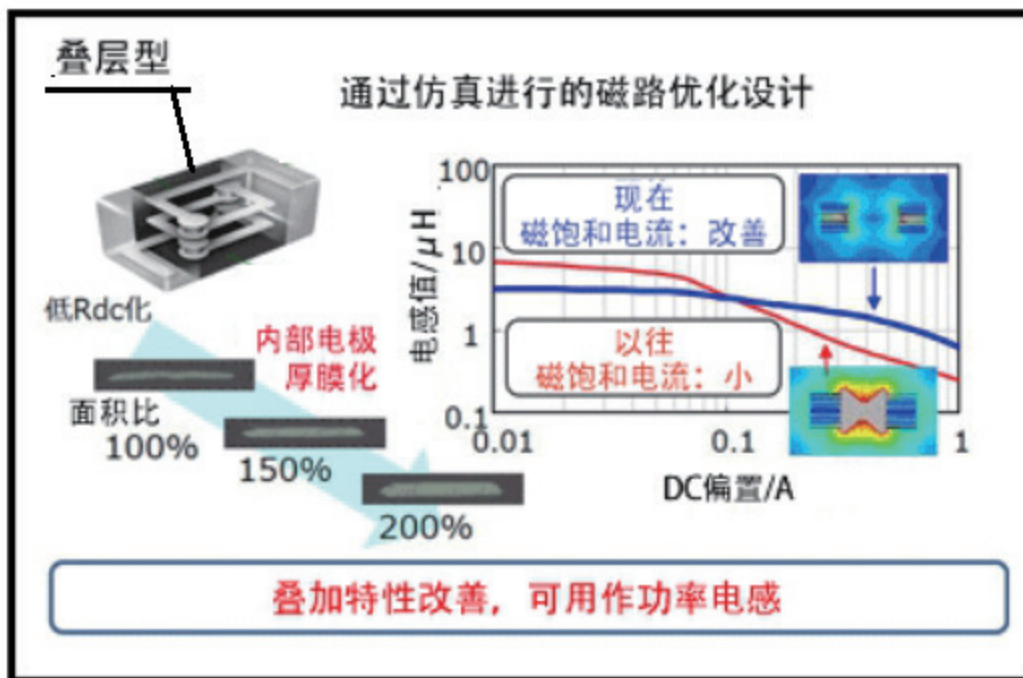 叠层型
通过仿真进行的磁路优化设计
低Rdc化
内部电极
厚膜化
面积比
100%
150%
200%
电感值/μH
100
10
1
0.1
现在
磁饱和电流：改善
以往
磁饱和电流：小
0.01
0.1
1
DC偏置/A
叠加特性改善，可用作功率电感